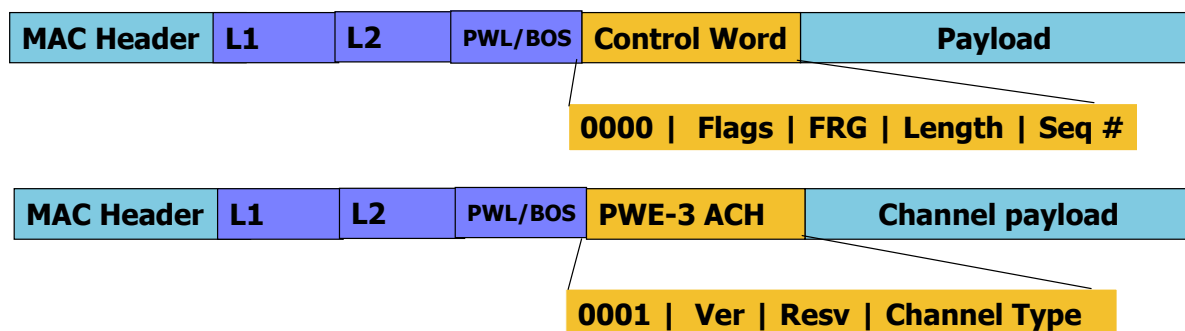 MAC Header L1 L2 PWL/BOS Control Word Payload
0000 | Flags | FRG | Length | Seq #
MAC Header L1 L2 PWL/BOS PWE-3 ACH Channel payload
0001 | Ver | Resv | Channel Type